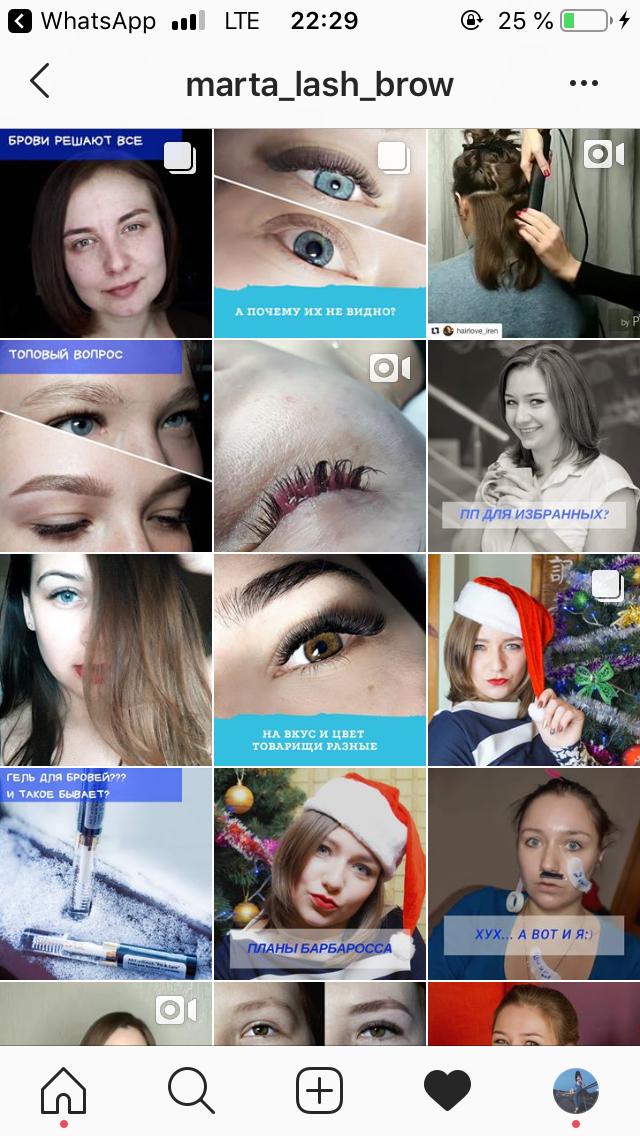 WhatsApp LTE 22:29 25 %
marta_lash_brow
БРОВИ РЕШАЮТ ВСЕ
А ПОЧЕМУ ИХ НЕ ВИДНО?
hairlove_iren
by P
ТОПОВЫЙ ВОПРОС
ПП ДЛЯ ИЗБРАННЫХ?
НА ВКУС И ЦВЕТ
ТОВАРИЩИ РАЗНЫЕ
ГЕЛЬ ДЛЯ БРОВЕЙ???
И ТАКОЕ БЫВАЕТ?
ПЛАНЫ БАРБАРОССА
ХУХ... А ВОТ И Я:)